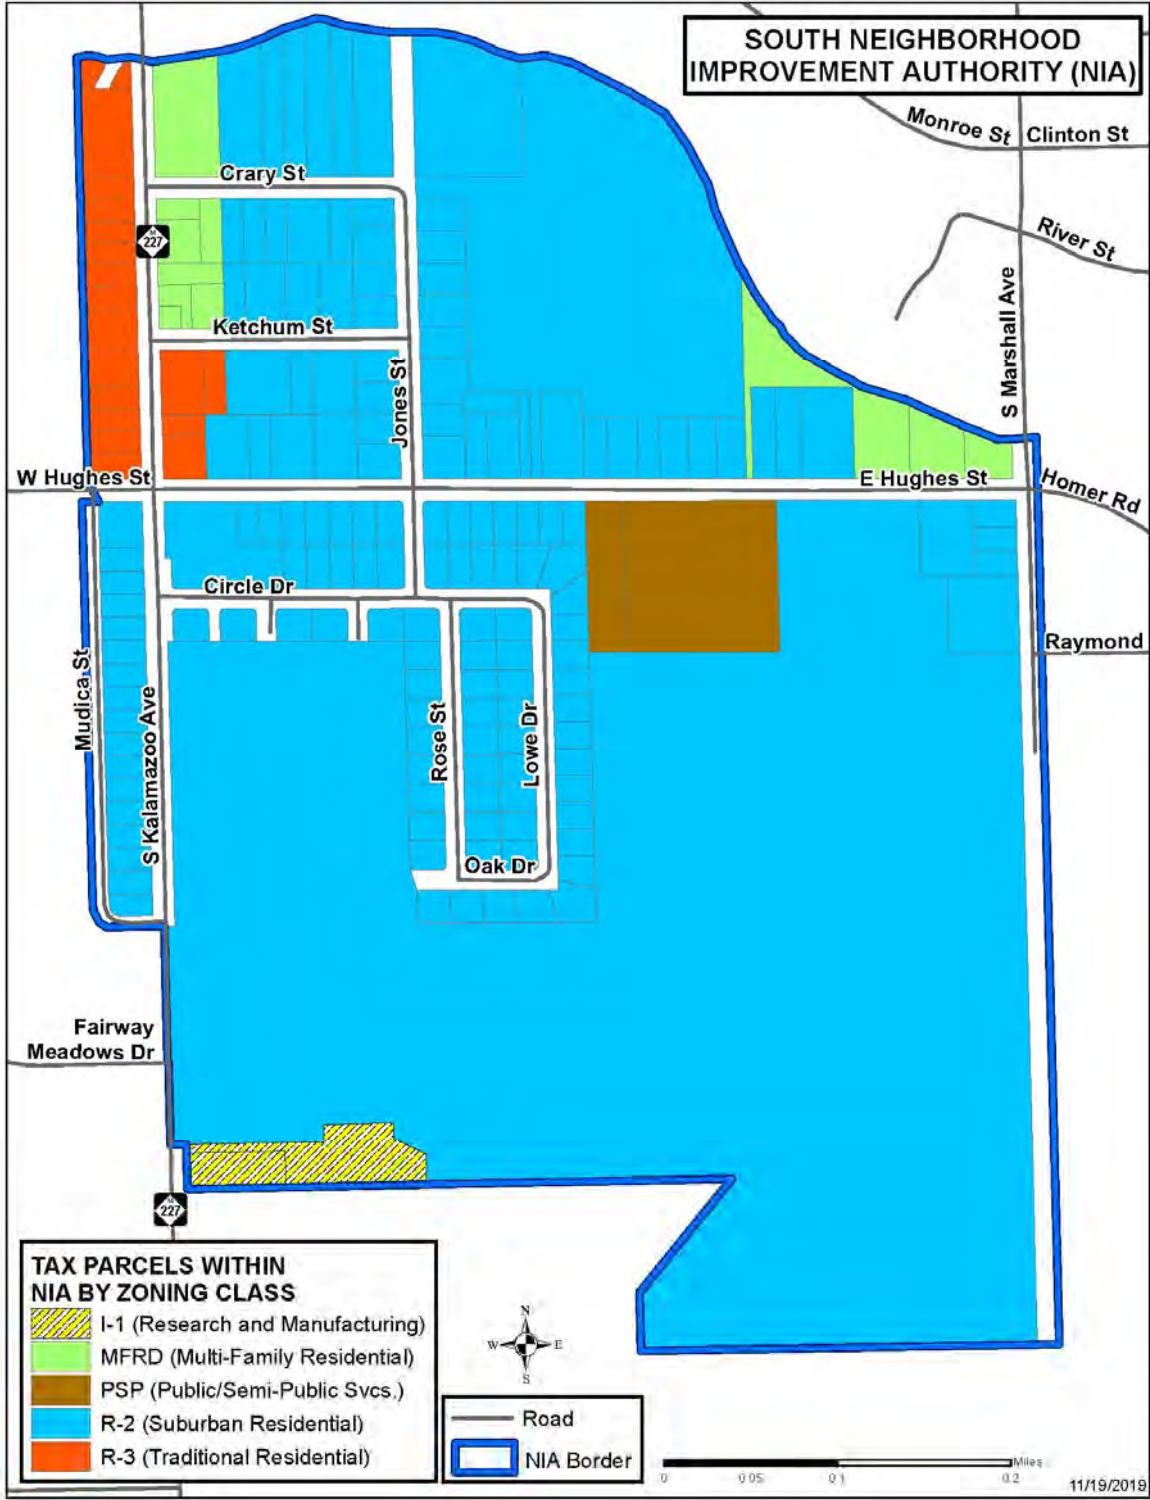 SOUTH NEIGHBORHOOD
IMPROVEMENT AUTHORITY (NIA)
Monroe St
Clinton St
River St
Crary St
M
227
Ketchum St
Jones St
S Marshall Ave
W Hughes St
E Hughes St
Homer Rd
Circle Dr
Raymond
Mudica St
S Kalamazoo Ave
Rose St
Lowe Dr
Oak Dr
Fairway
Meadows Dr
M
227
TAX PARCELS WITHIN
NIA BY ZONING CLASS
I-1 (Research and Manufacturing)
MFRD (Multi-Family Residential)
PSP (Public/Semi-Public Svcs.)
R-2 (Suburban Residential)
R-3 (Traditional Residential)
N
W E
S
Road
NIA Border
Miles
0 0.05 0.1 0.2
11/19/2019